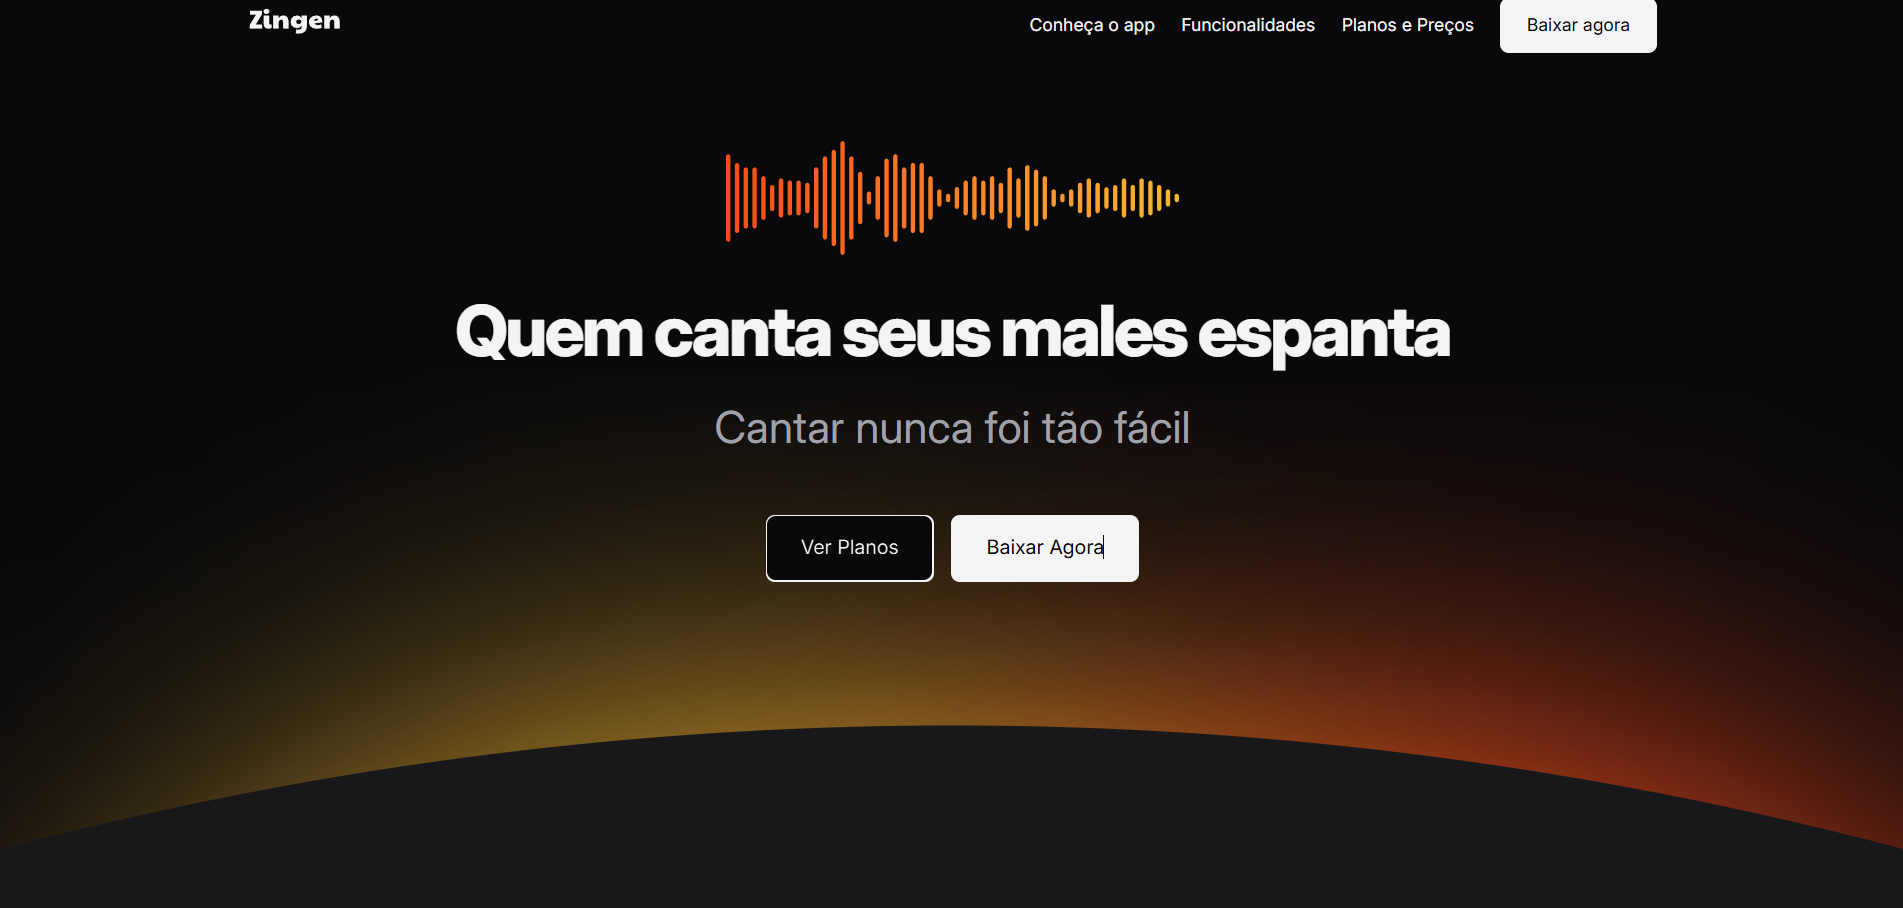 Zingen
Conheça o app
Funcionalidades
Planos e Preços
Baixar agora
Quem canta seus males espanta
Cantar nunca foi tão fácil
Ver Planos
Baixar Agora